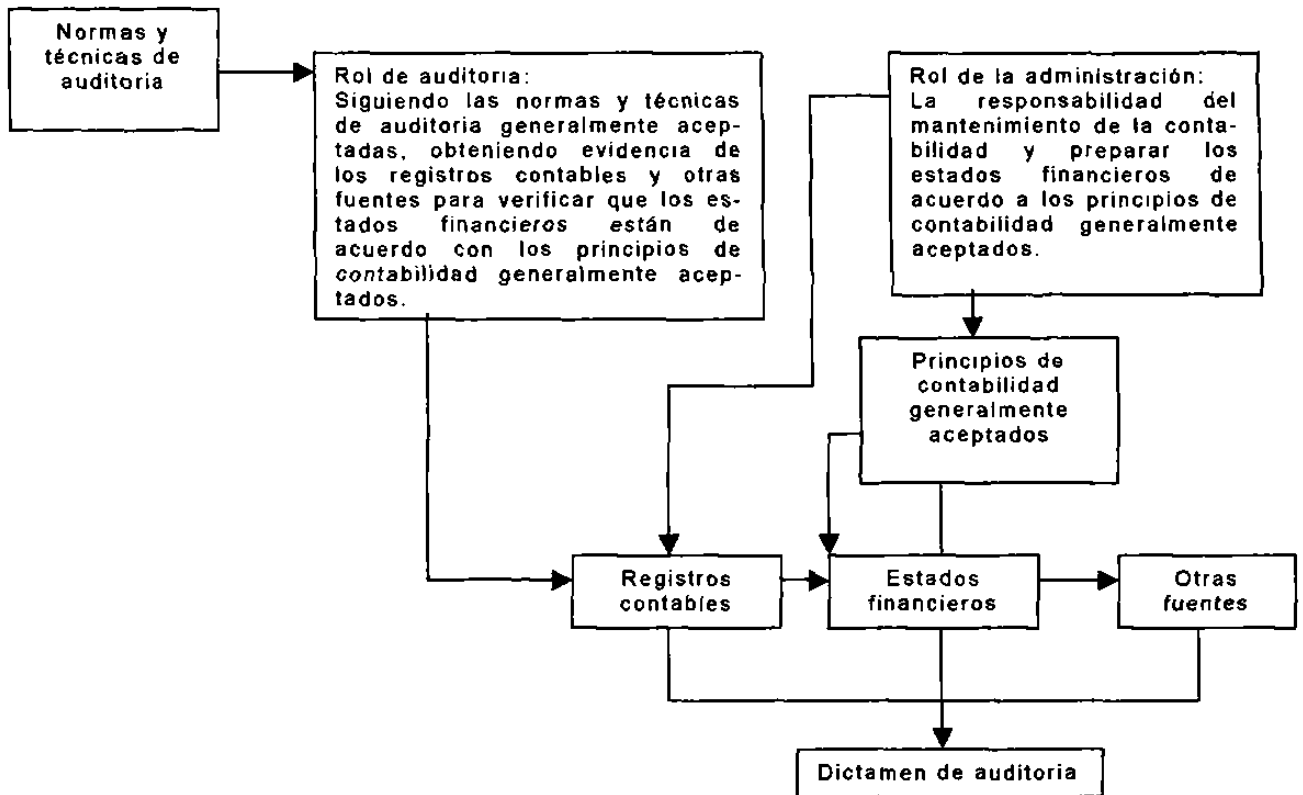 Normas y
técnicas de
auditoria
Rol de auditoria:
Siguiendo las normas y técnicas
de auditoria generalmente acep-
tadas, obteniendo evidencia de
los registros contables y otras
fuentes para verificar que los es-
tados financieros están de
acuerdo con los principios de
contabilidad generalmente acep-
tados.
Rol de la administración:
La responsabilidad del
mantenimiento de la conta-
bilidad y preparar los
estados financieros de
acuerdo a los principios de
contabilidad generalmente
aceptados.
Principios de
contabilidad
generalmente
aceptados
Registros
contables
Estados
financieros
Otras
fuentes
Dictamen de auditoria